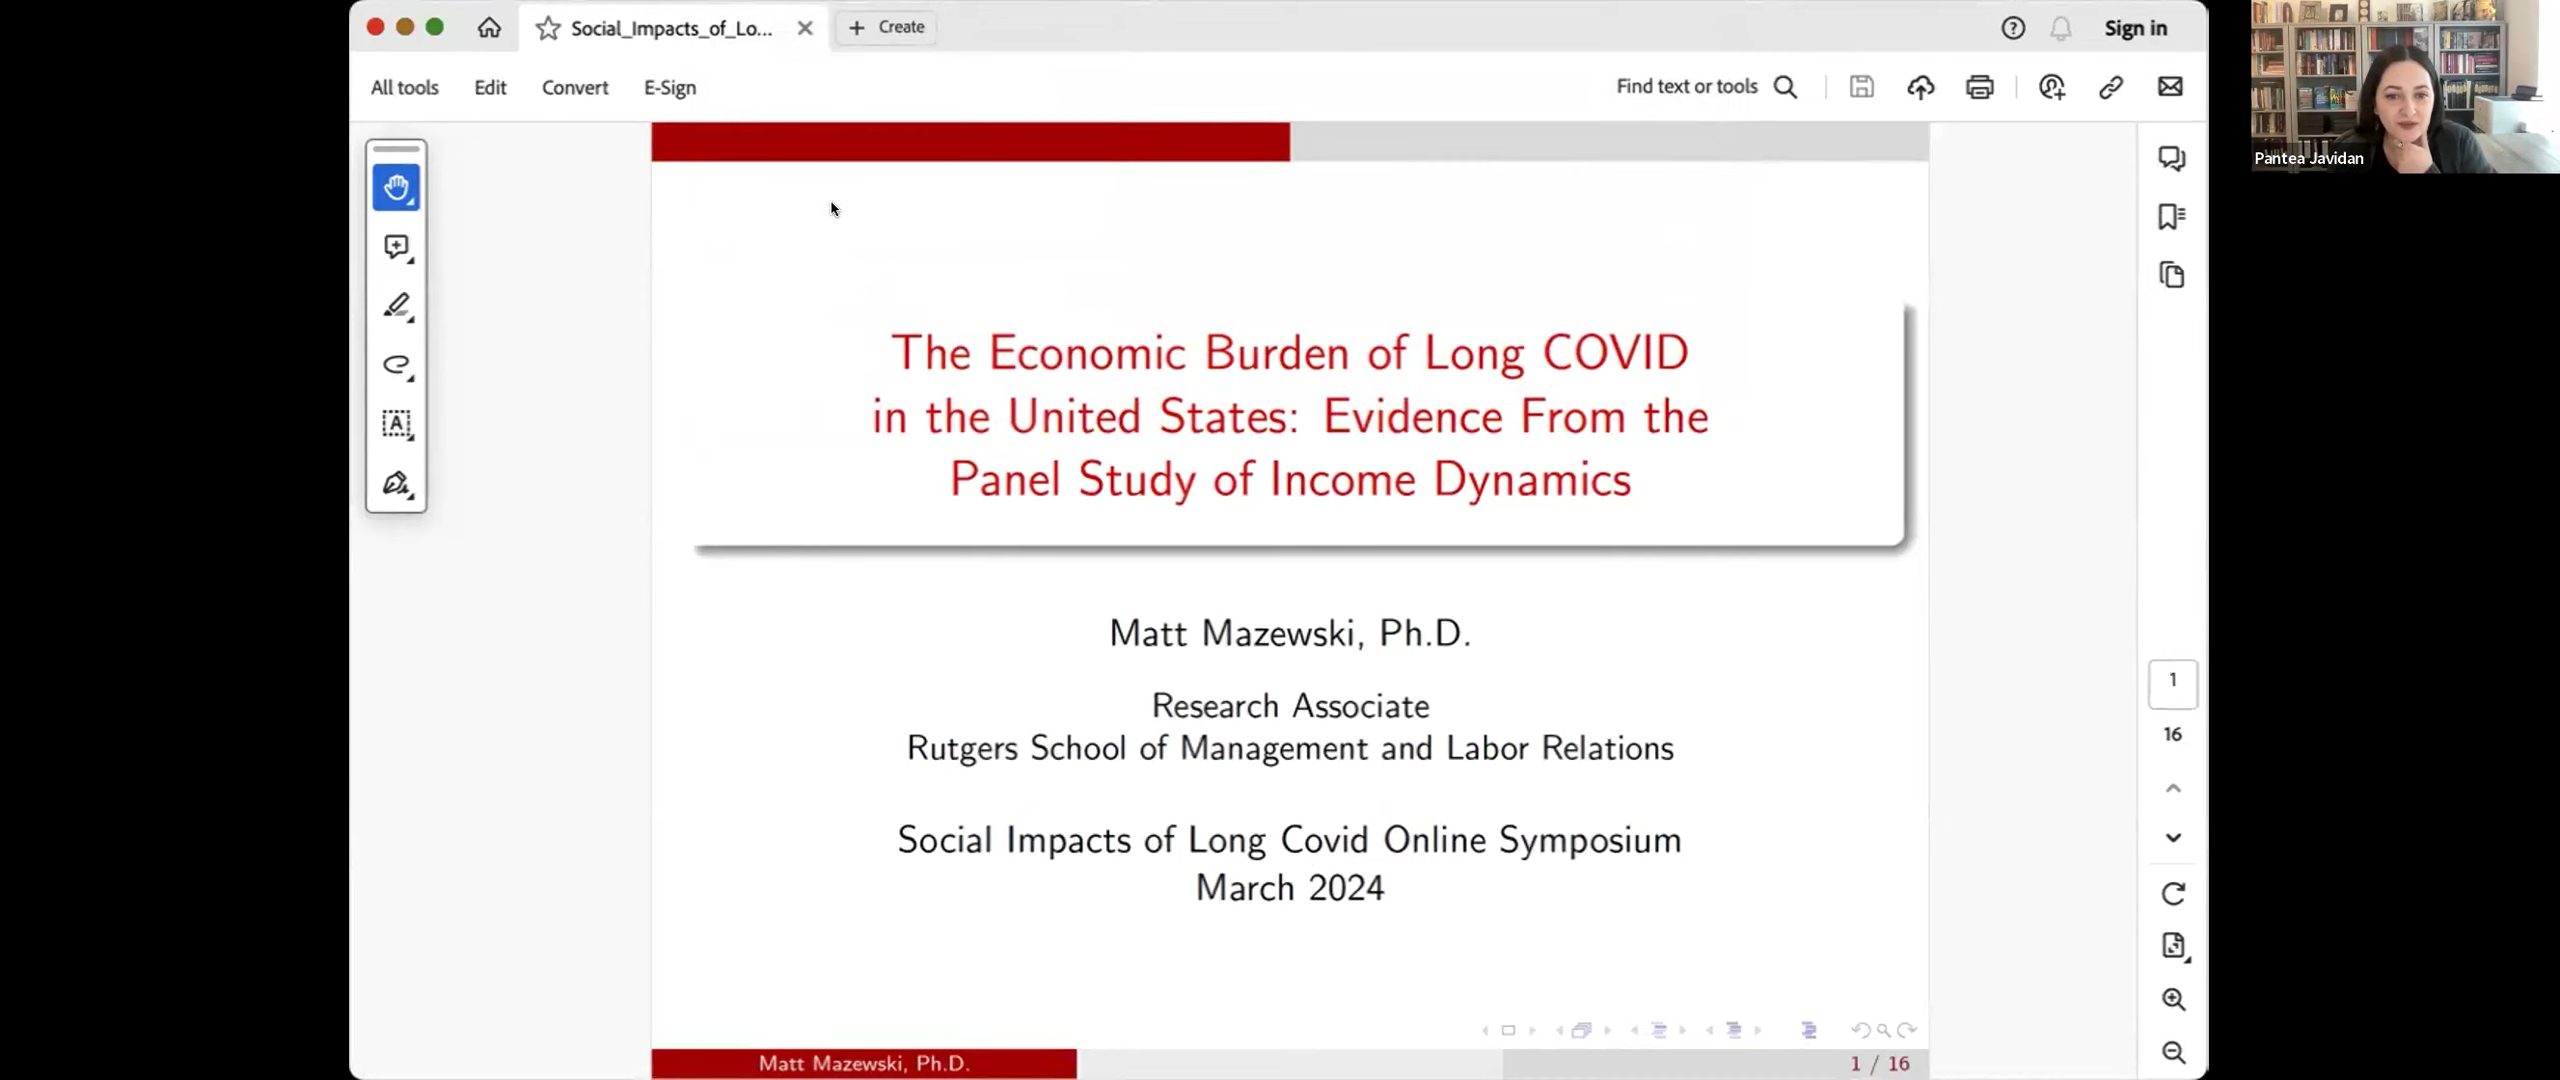 Social_Impacts_of_Lo...
Create
Sign in
All tools
Edit
Convert
E-Sign
Find text or tools
Pantea Javidan
The Economic Burden of Long COVID
in the United States: Evidence From the
Panel Study of Income Dynamics
Matt Mazewski, Ph.D.
Research Associate
Rutgers School of Management and Labor Relations
Social Impacts of Long Covid Online Symposium
March 2024
1
16
Matt Mazewski, Ph.D.
1 / 16